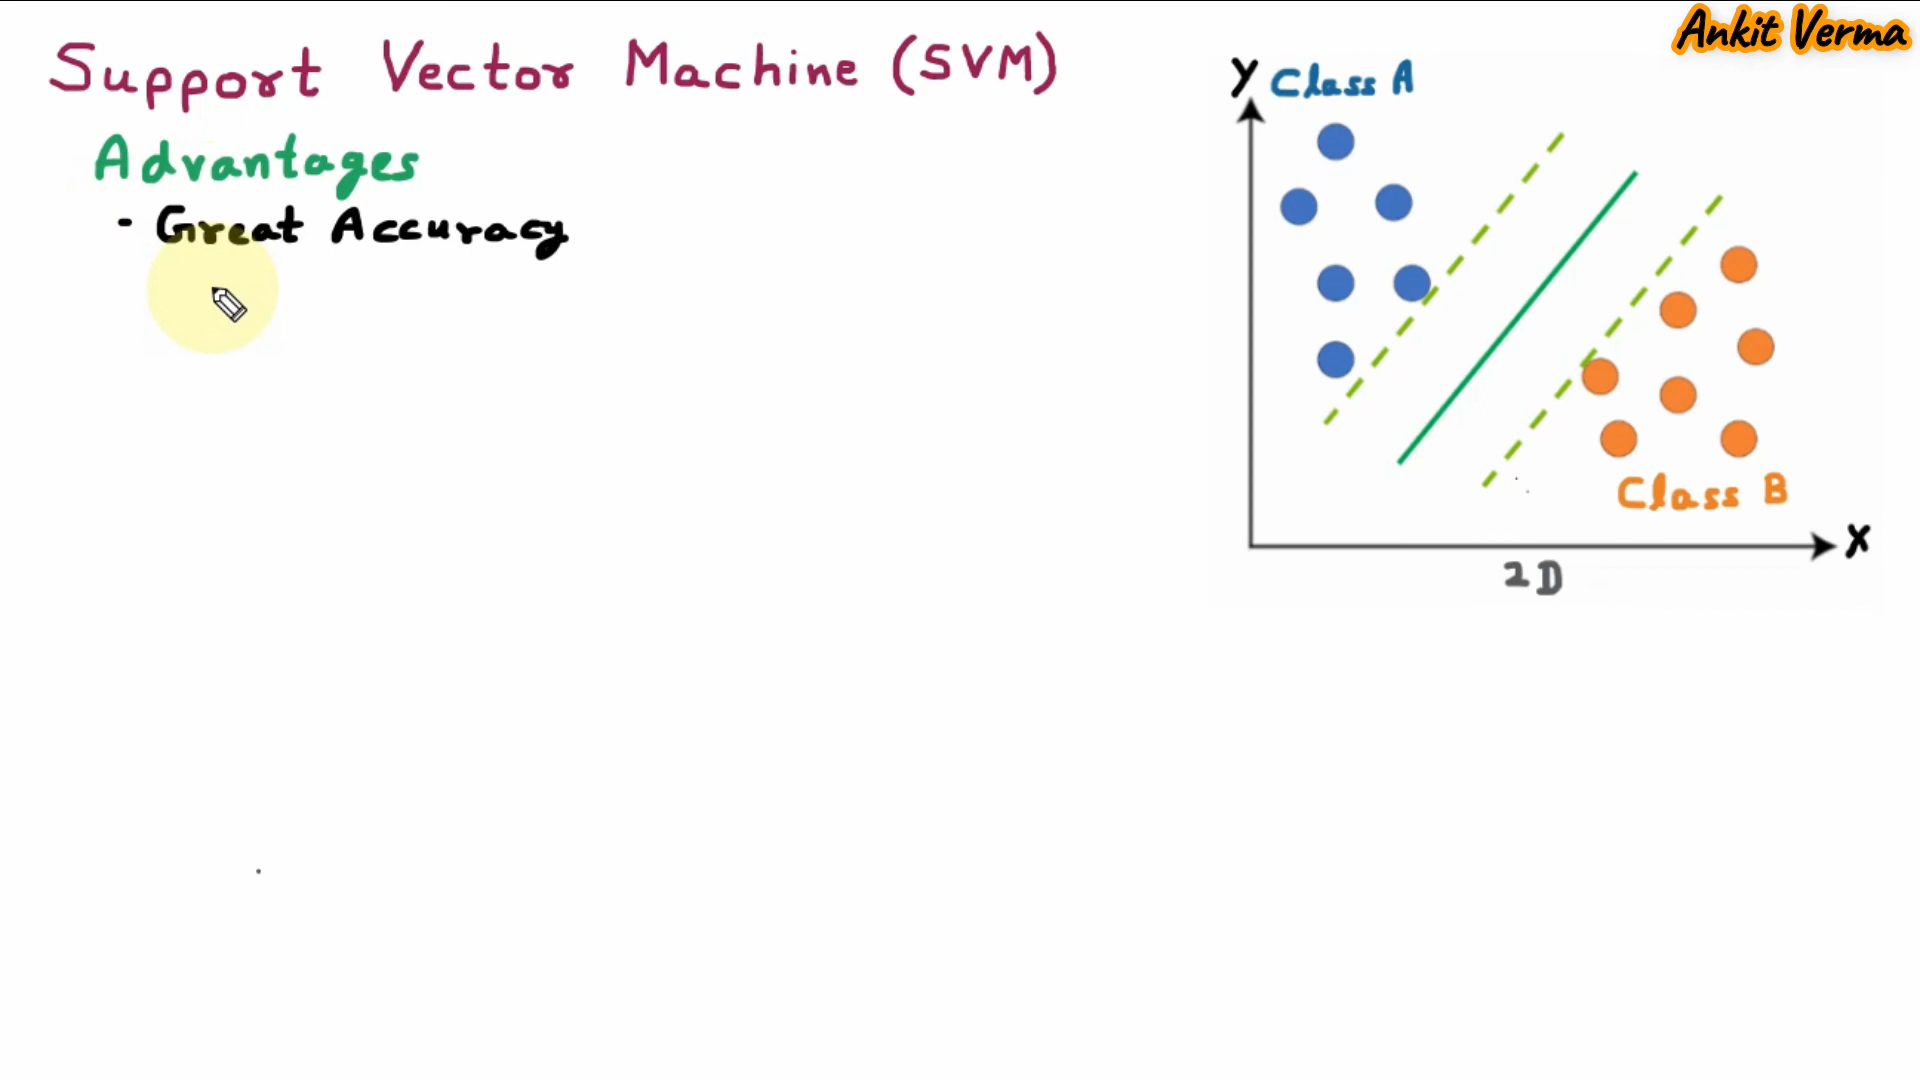 Ankit Verma
Support Vector Machine (SVM)
Advantages
- Great Accuracy
Y Class A
Class B
X
2D